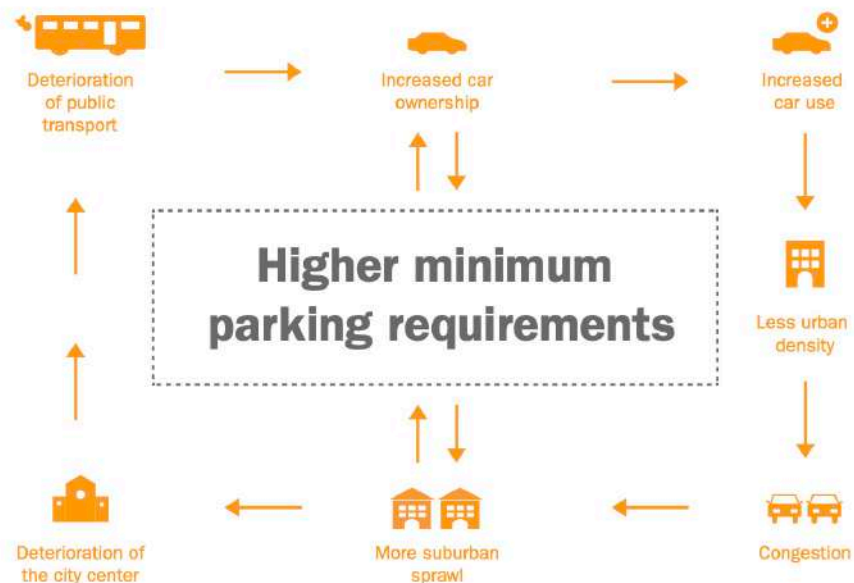 Deterioration
of public
transport
Increased car
ownership
Increased
car use
Higher minimum
parking requirements
Less urban
density
Deterioration of
the city center
More suburban
sprawl
Congestion